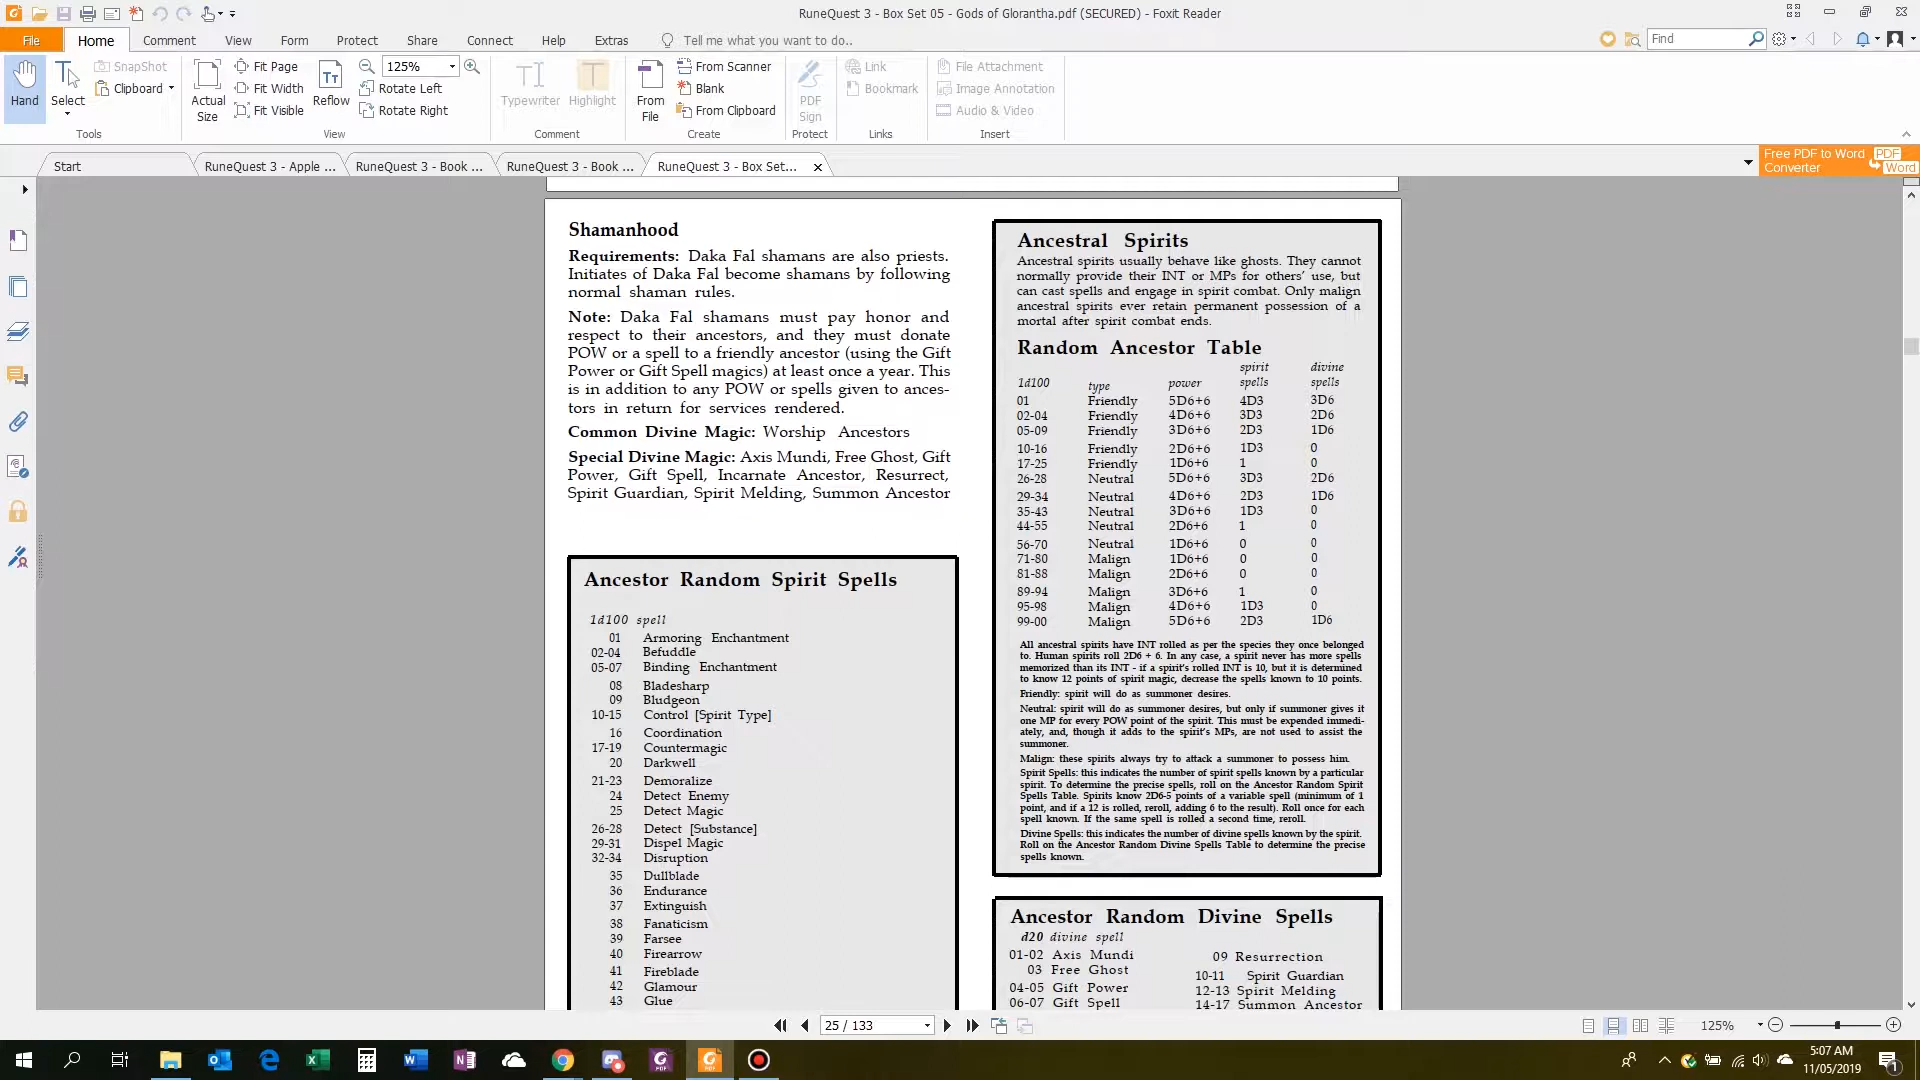 RuneQuest 3 - Box Set 05 - Gods of Glorantha.pdf (SECURED) - Foxit Reader
File
Home
Comment
View
Form
Protect
Share
Connect
Help
Extras
Tell me what you want to do..
Find
Hand
Select
SnapShot
Clipboard
Tools
Actual
Size
Fit Page
Fit Width
Fit Visible
Reflow
125%
Rotate Left
Rotate Right
View
Typewriter
Highlight
Comment
From
File
From Scanner
Blank
From Clipboard
Create
PDF
Sign
Protect
Link
Bookmark
Links
File Attachment
Image Annotation
Audio & Video
Insert
Start
RuneQuest 3 - Apple ...
RuneQuest 3 - Book ...
RuneQuest 3 - Book ...
RuneQuest 3 - Box Set...
Free PDF to Word
Converter
PDF
Word
Shamanhood
Requirements: Daka Fal shamans are also priests.
Initiates of Daka Fal become shamans by following
normal shaman rules.
Note: Daka Fal shamans must pay honor and
respect to their ancestors, and they must donate
POW or a spell to a friendly ancestor (using the Gift
Power or Gift Spell magics) at least once a year. This
is in addition to any POW or spells given to ances-
tors in return for services rendered.
Common Divine Magic: Worship Ancestors
Special Divine Magic: Axis Mundi, Free Ghost, Gift
Power, Gift Spell, Incarnate Ancestor, Resurrect,
Spirit Guardian, Spirit Melding, Summon Ancestor
Ancestor Random Spirit Spells
1d100 spell
01 Armoring Enchantment
02-04 Befuddle
05-07 Binding Enchantment
08 Bladesharp
09 Bludgeon
10-15 Control [Spirit Type]
16 Coordination
17-19 Countermagic
20 Darkwell
21-23 Demoralize
24 Detect Enemy
25 Detect Magic
26-28 Detect [Substance]
29-31 Dispel Magic
32-34 Disruption
35 Dullblade
36 Endurance
37 Extinguish
38 Fanaticism
39 Farsee
40 Firearrow
41 Fireblade
42 Glamour
43 Glue
Ancestral Spirits
Ancestral spirits usually behave like ghosts. They cannot
normally provide their INT or MPs for others' use, but
can cast spells and engage in spirit combat. Only malign
ancestral spirits ever retain permanent possession of a
mortal after spirit combat ends.
Random Ancestor Table
spirit divine
1d100 type power spells spells
01 Friendly 5D6+6 4D3 3D6
02-04 Friendly 4D6+6 3D3 2D6
05-09 Friendly 3D6+6 2D3 1D6
10-16 Friendly 2D6+6 1D3 0
17-25 Friendly 1D6+6 1 0
26-28 Neutral 5D6+6 3D3 2D6
29-34 Neutral 4D6+6 2D3 1D6
35-43 Neutral 3D6+6 1D3 0
44-55 Neutral 2D6+6 1 0
56-70 Neutral 1D6+6 0 0
71-80 Malign 1D6+6 0 0
81-88 Malign 2D6+6 0 0
89-94 Malign 3D6+6 1 0
95-98 Malign 4D6+6 1D3 0
99-00 Malign 5D6+6 2D3 1D6
All ancestral spirits have INT rolled as per the species they once belonged
to. Human spirits roll 2D6 + 6. In any case, a spirit never has more spells
memorized than its INT - if a spirit's rolled INT is 10, but it is determined
to know 12 points of spirit magic, decrease the spells known to 10 points.
Friendly: spirit will do as summoner desires.
Neutral: spirit will do as summoner desires, but only if summoner gives it
one MP for every POW point of the spirit. This must be expended immedi-
ately, and, though it adds to the spirit's MPs, are not used to assist the
summoner.
Malign: these spirits always try to attack a summoner to possess him.
Spirit Spells: this indicates the number of spirit spells known by a particular
spirit. To determine the precise spells, roll on the Ancestor Random Spirit
Spells Table. Spirits know 2D6-5 points of a variable spell (minimum of 1
point, and if a 12 is rolled, reroll, adding 6 to the result). Roll once for each
spell known. If the same spell is rolled a second time, reroll.
Divine Spells: this indicates the number of divine spells known by the spirit.
Roll on the Ancestor Random Divine Spells Table to determine the precise
spells known.
Ancestor Random Divine Spells
d20 divine spell
01-02 Axis Mundi
03 Free Ghost
04-05 Gift Power
06-07 Gift Spell
09 Resurrection
10-11 Spirit Guardian
12-13 Spirit Melding
14-17 Summon Ancestor
25 / 133
125%
5:07 AM
11/05/2019